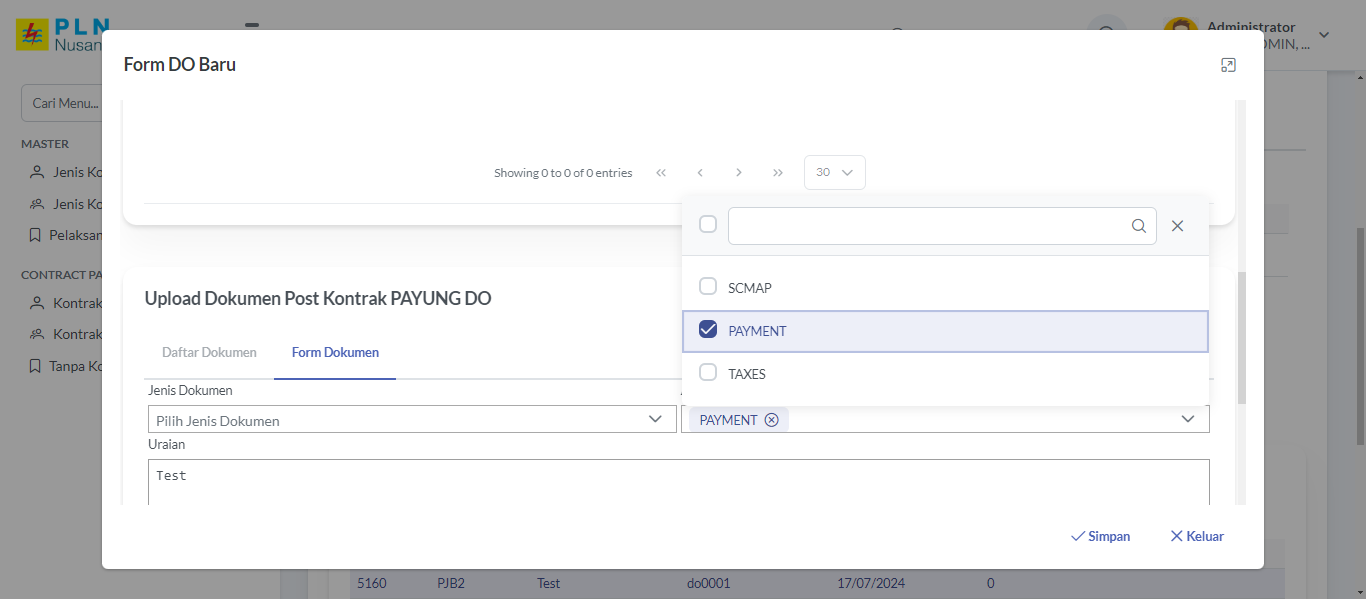 PLN
Nusan
Administrator
DMIN, ...
Form DO Baru
Cari Menu...
MASTER
Jenis Ko
Jenis Ko
Pelaksan
CONTRACT PA
Kontrak
Kontrak
Tanpa Ko
Showing 0 to 0 of 0 entries
30
Upload Dokumen Post Kontrak PAYUNG DO
Daftar Dokumen
Form Dokumen
SCMAP
PAYMENT
TAXES
Jenis Dokumen
Pilih Jenis Dokumen
PAYMENT
Uraian
Test
Simpan
Keluar
5160 PJB2 Test do0001 17/07/2024 0